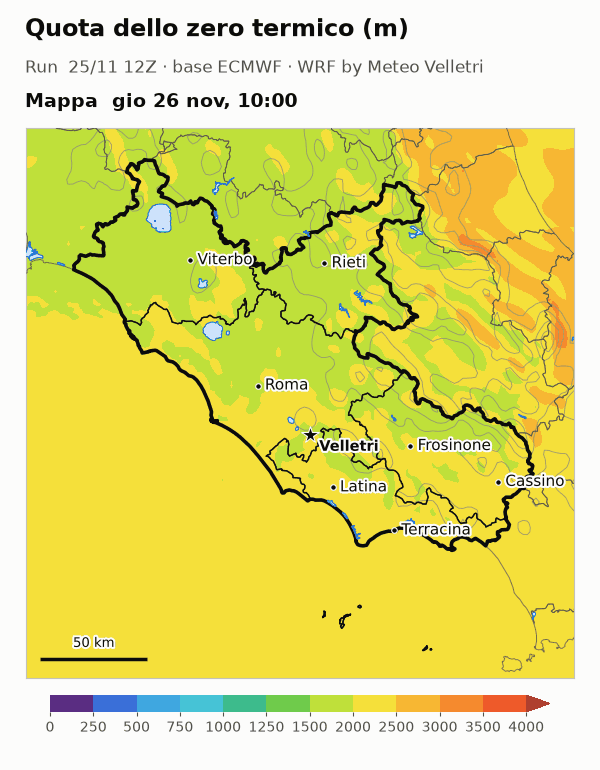 Quota dello zero termico (m)
Run  25/11 12Z · base ECMWF · WRF by Meteo Velletri
Mappa  gio 26 nov, 10:00
Viterbo
Rieti
Roma
Velletri
Frosinone
Cassino
Latina
Terracina
50 km
0 250 500 750 1000 1250 1500 2000 2500 3000 3500 4000